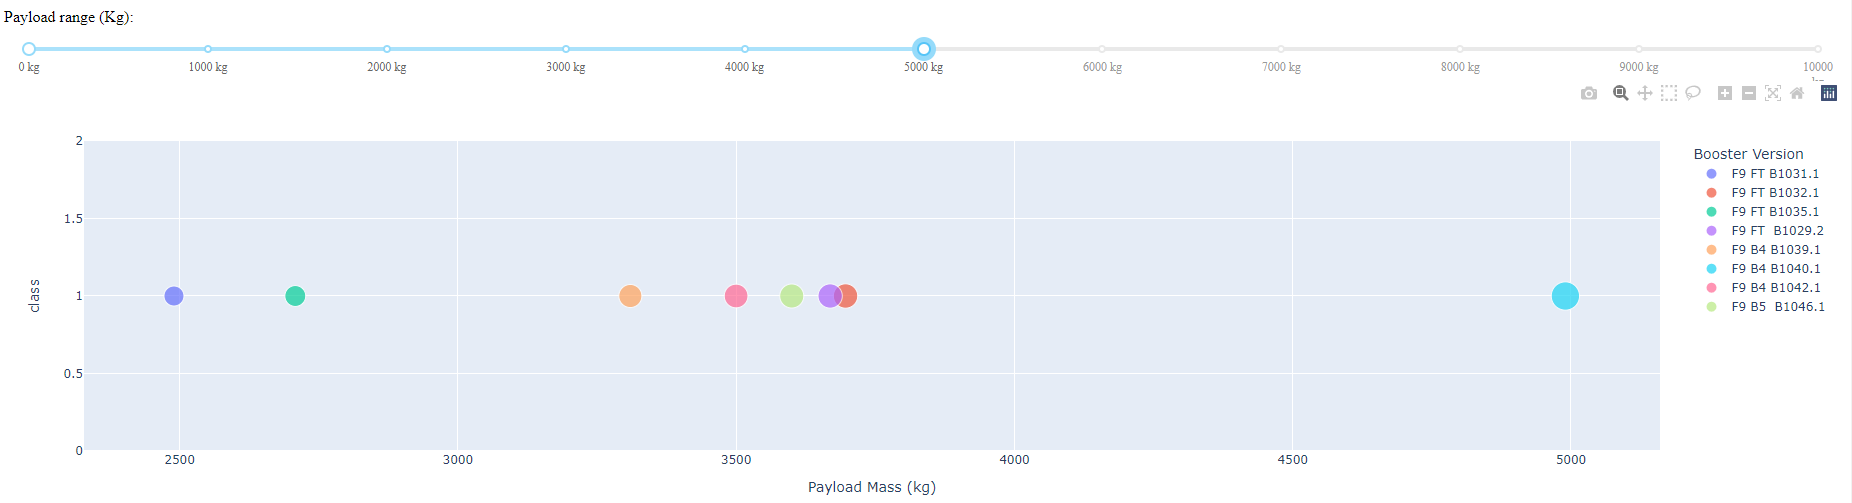 Payload range (Kg):
0 kg 1000 kg 2000 kg 3000 kg 4000 kg 5000 kg 6000 kg 7000 kg 8000 kg 9000 kg 10000
2
1.5
1
0.5
0
class
2500 3000 3500 4000 4500 5000
Payload Mass (kg)
Booster Version
F9 FT B1031.1
F9 FT B1032.1
F9 FT B1035.1
F9 FT  B1029.2
F9 B4 B1039.1
F9 B4 B1040.1
F9 B4 B1042.1
F9 B5  B1046.1